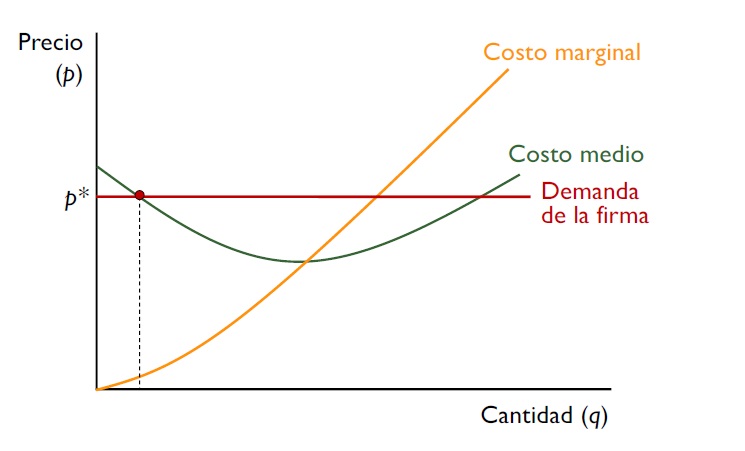 Precio
(p)
Costo marginal
Costo medio
p*
Demanda
de la firma
Cantidad (q)